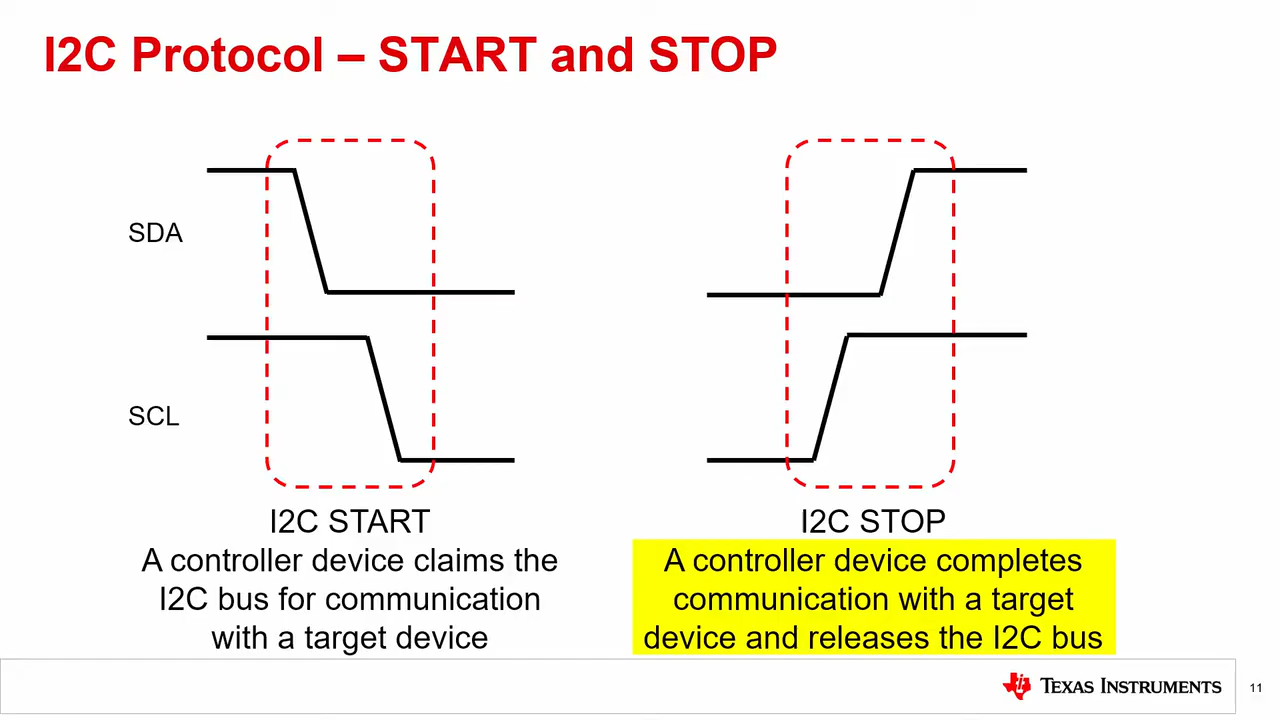 I2C Protocol – START and STOP
SDA
SCL
I2C START
A controller device claims the
I2C bus for communication
with a target device
I2C STOP
A controller device completes
communication with a target
device and releases the I2C bus
TEXAS INSTRUMENTS
11